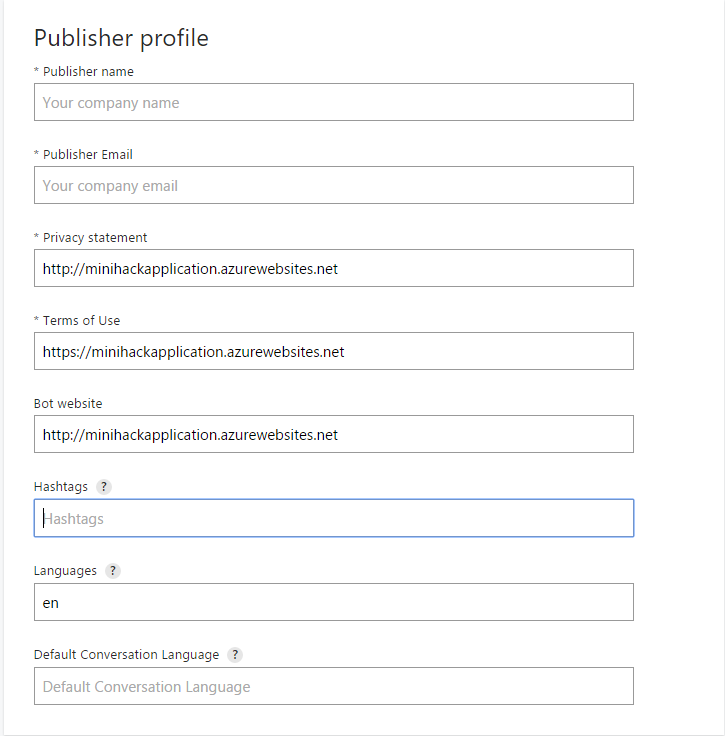 Publisher profile
* Publisher name
Your company name
* Publisher Email
Your company email
* Privacy statement
http://minihackapplication.azurewebsites.net
* Terms of Use
https://minihackapplication.azurewebsites.net
Bot website
http://minihackapplication.azurewebsites.net
Hashtags ?
Hashtags
Languages ?
en
Default Conversation Language ?
Default Conversation Language